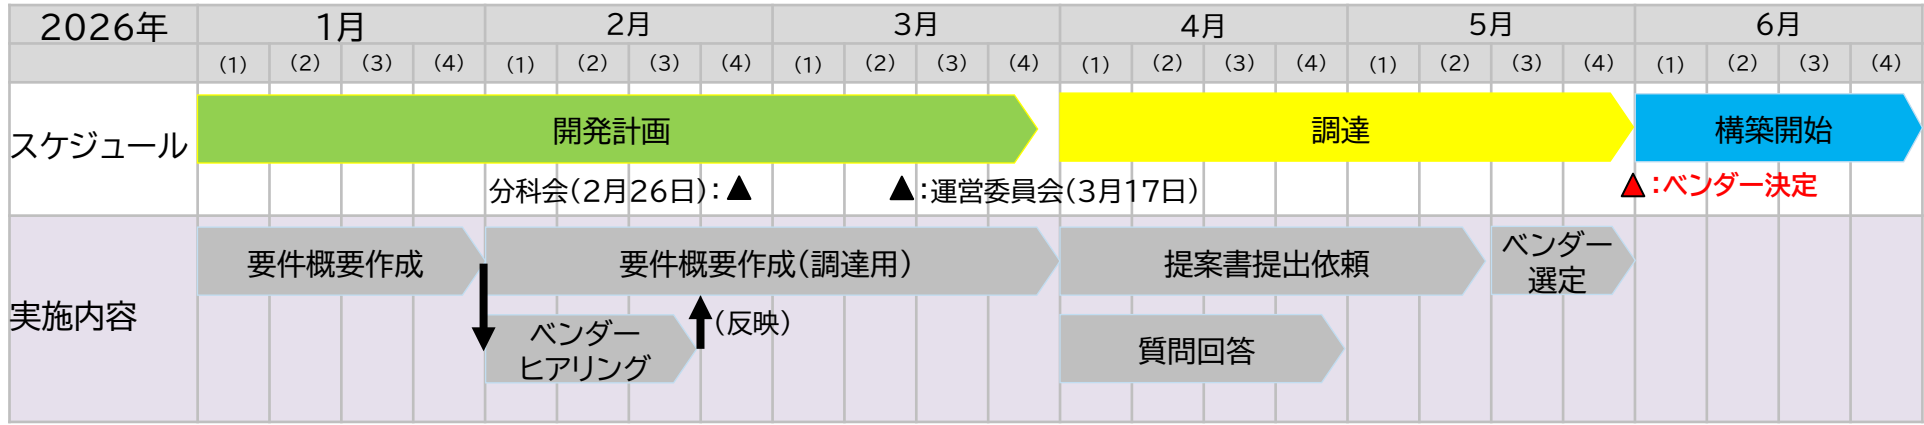 2026年 1月 2月 3月 4月 5月 6月
(1) (2) (3) (4) (1) (2) (3) (4) (1) (2) (3) (4) (1) (2) (3) (4) (1) (2) (3) (4) (1) (2) (3) (4)
スケジュール
開発計画 調達 構築開始
分科会(2月26日):▲ ▲:運営委員会(3月17日) ▲:ベンダー決定
実施内容
要件概要作成 要件概要作成(調達用) 提案書提出依頼
ベンダー
選定
ベンダー
ヒアリング
(反映)
質問回答